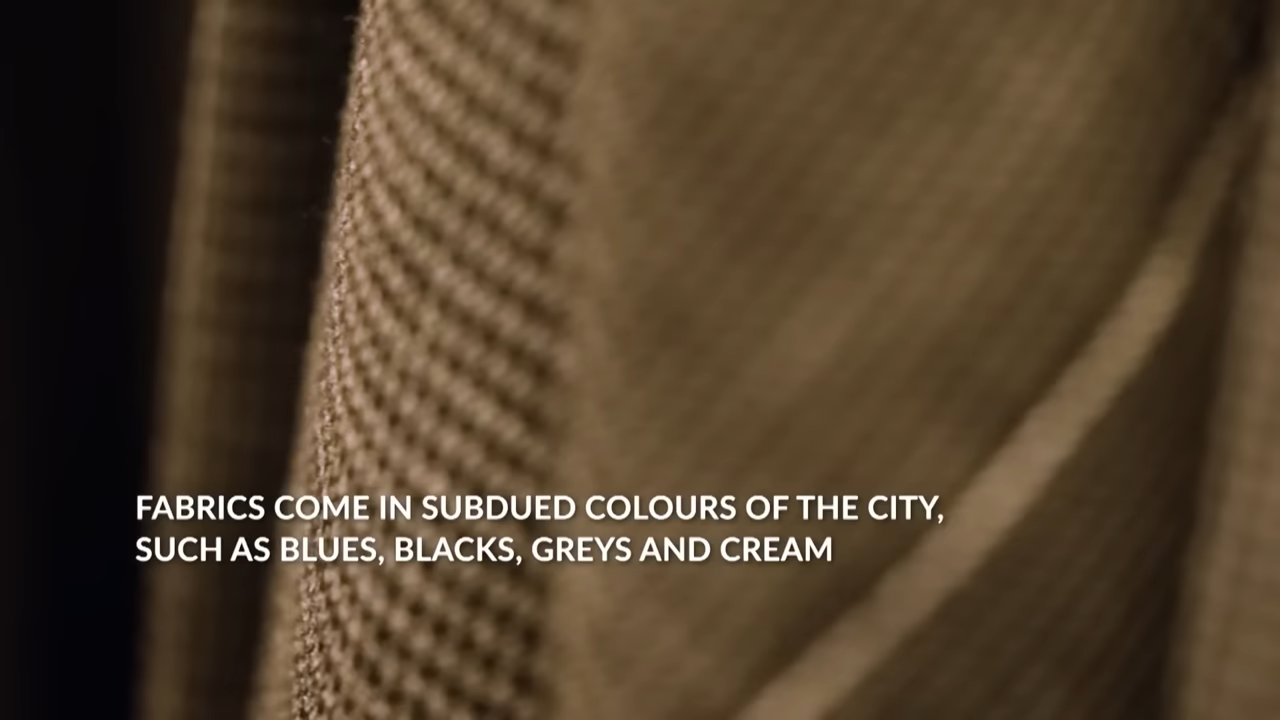 FABRICS COME IN SUBDUED COLOURS OF THE CITY,
SUCH AS BLUES, BLACKS, GREYS AND CREAM